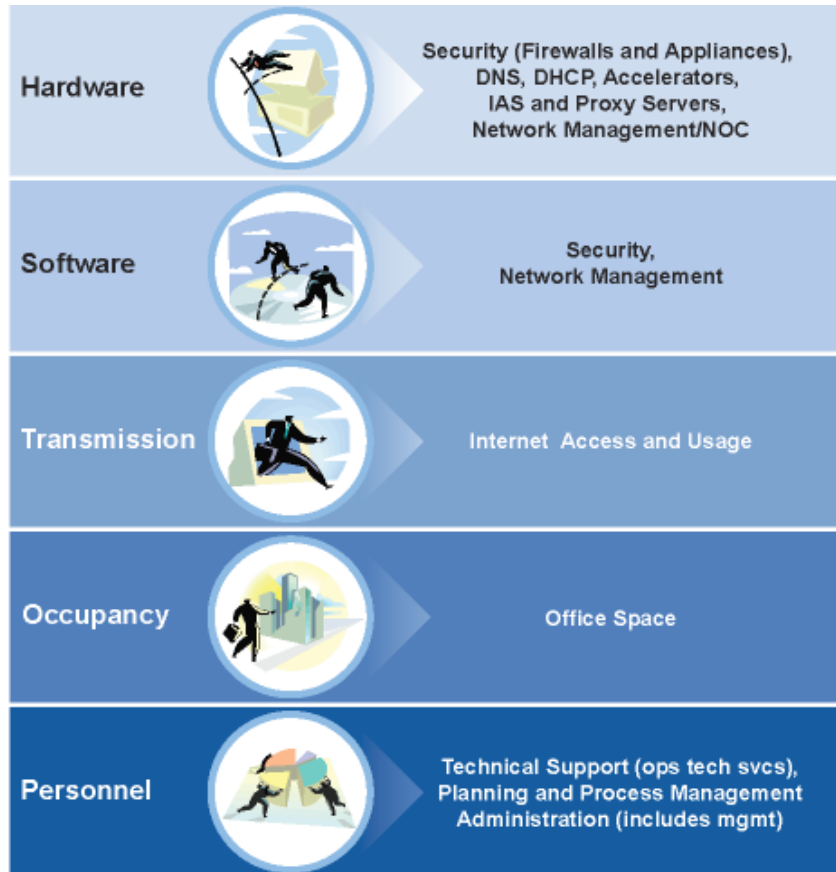 Hardware
Security (Firewalls and Appliances),
DNS, DHCP, Accelerators,
IAS and Proxy Servers,
Network Management/NOC
Software
Security,
Network Management
Transmission
Internet Access and Usage
Occupancy
Office Space
Personnel
Technical Support (ops tech svcs),
Planning and Process Management
Administration (includes mgmt)